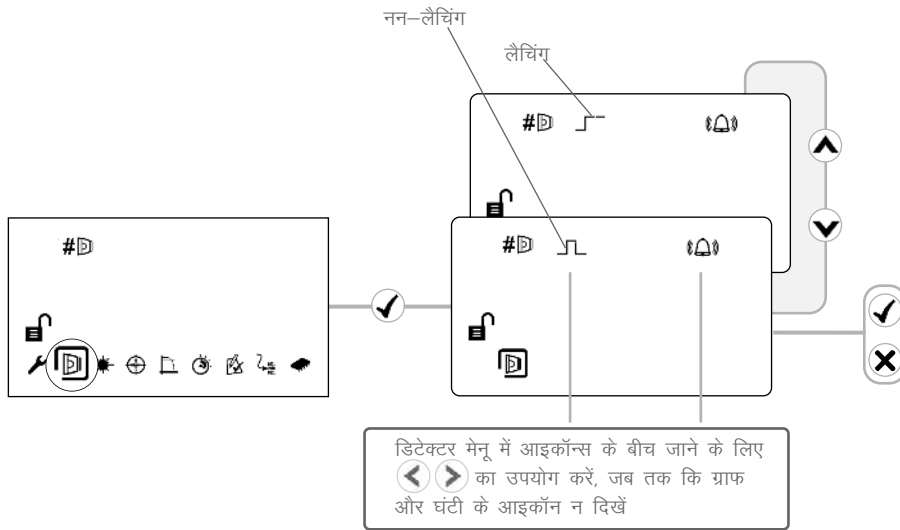 नन–लैचिंग
लैचिंग
#
#
#
डिटेक्टर मेनू में आइकॉन्स के बीच जाने के लिए
का उपयोग करें, जब तक कि ग्राफ
और घंटी के आइकॉन न दिखें